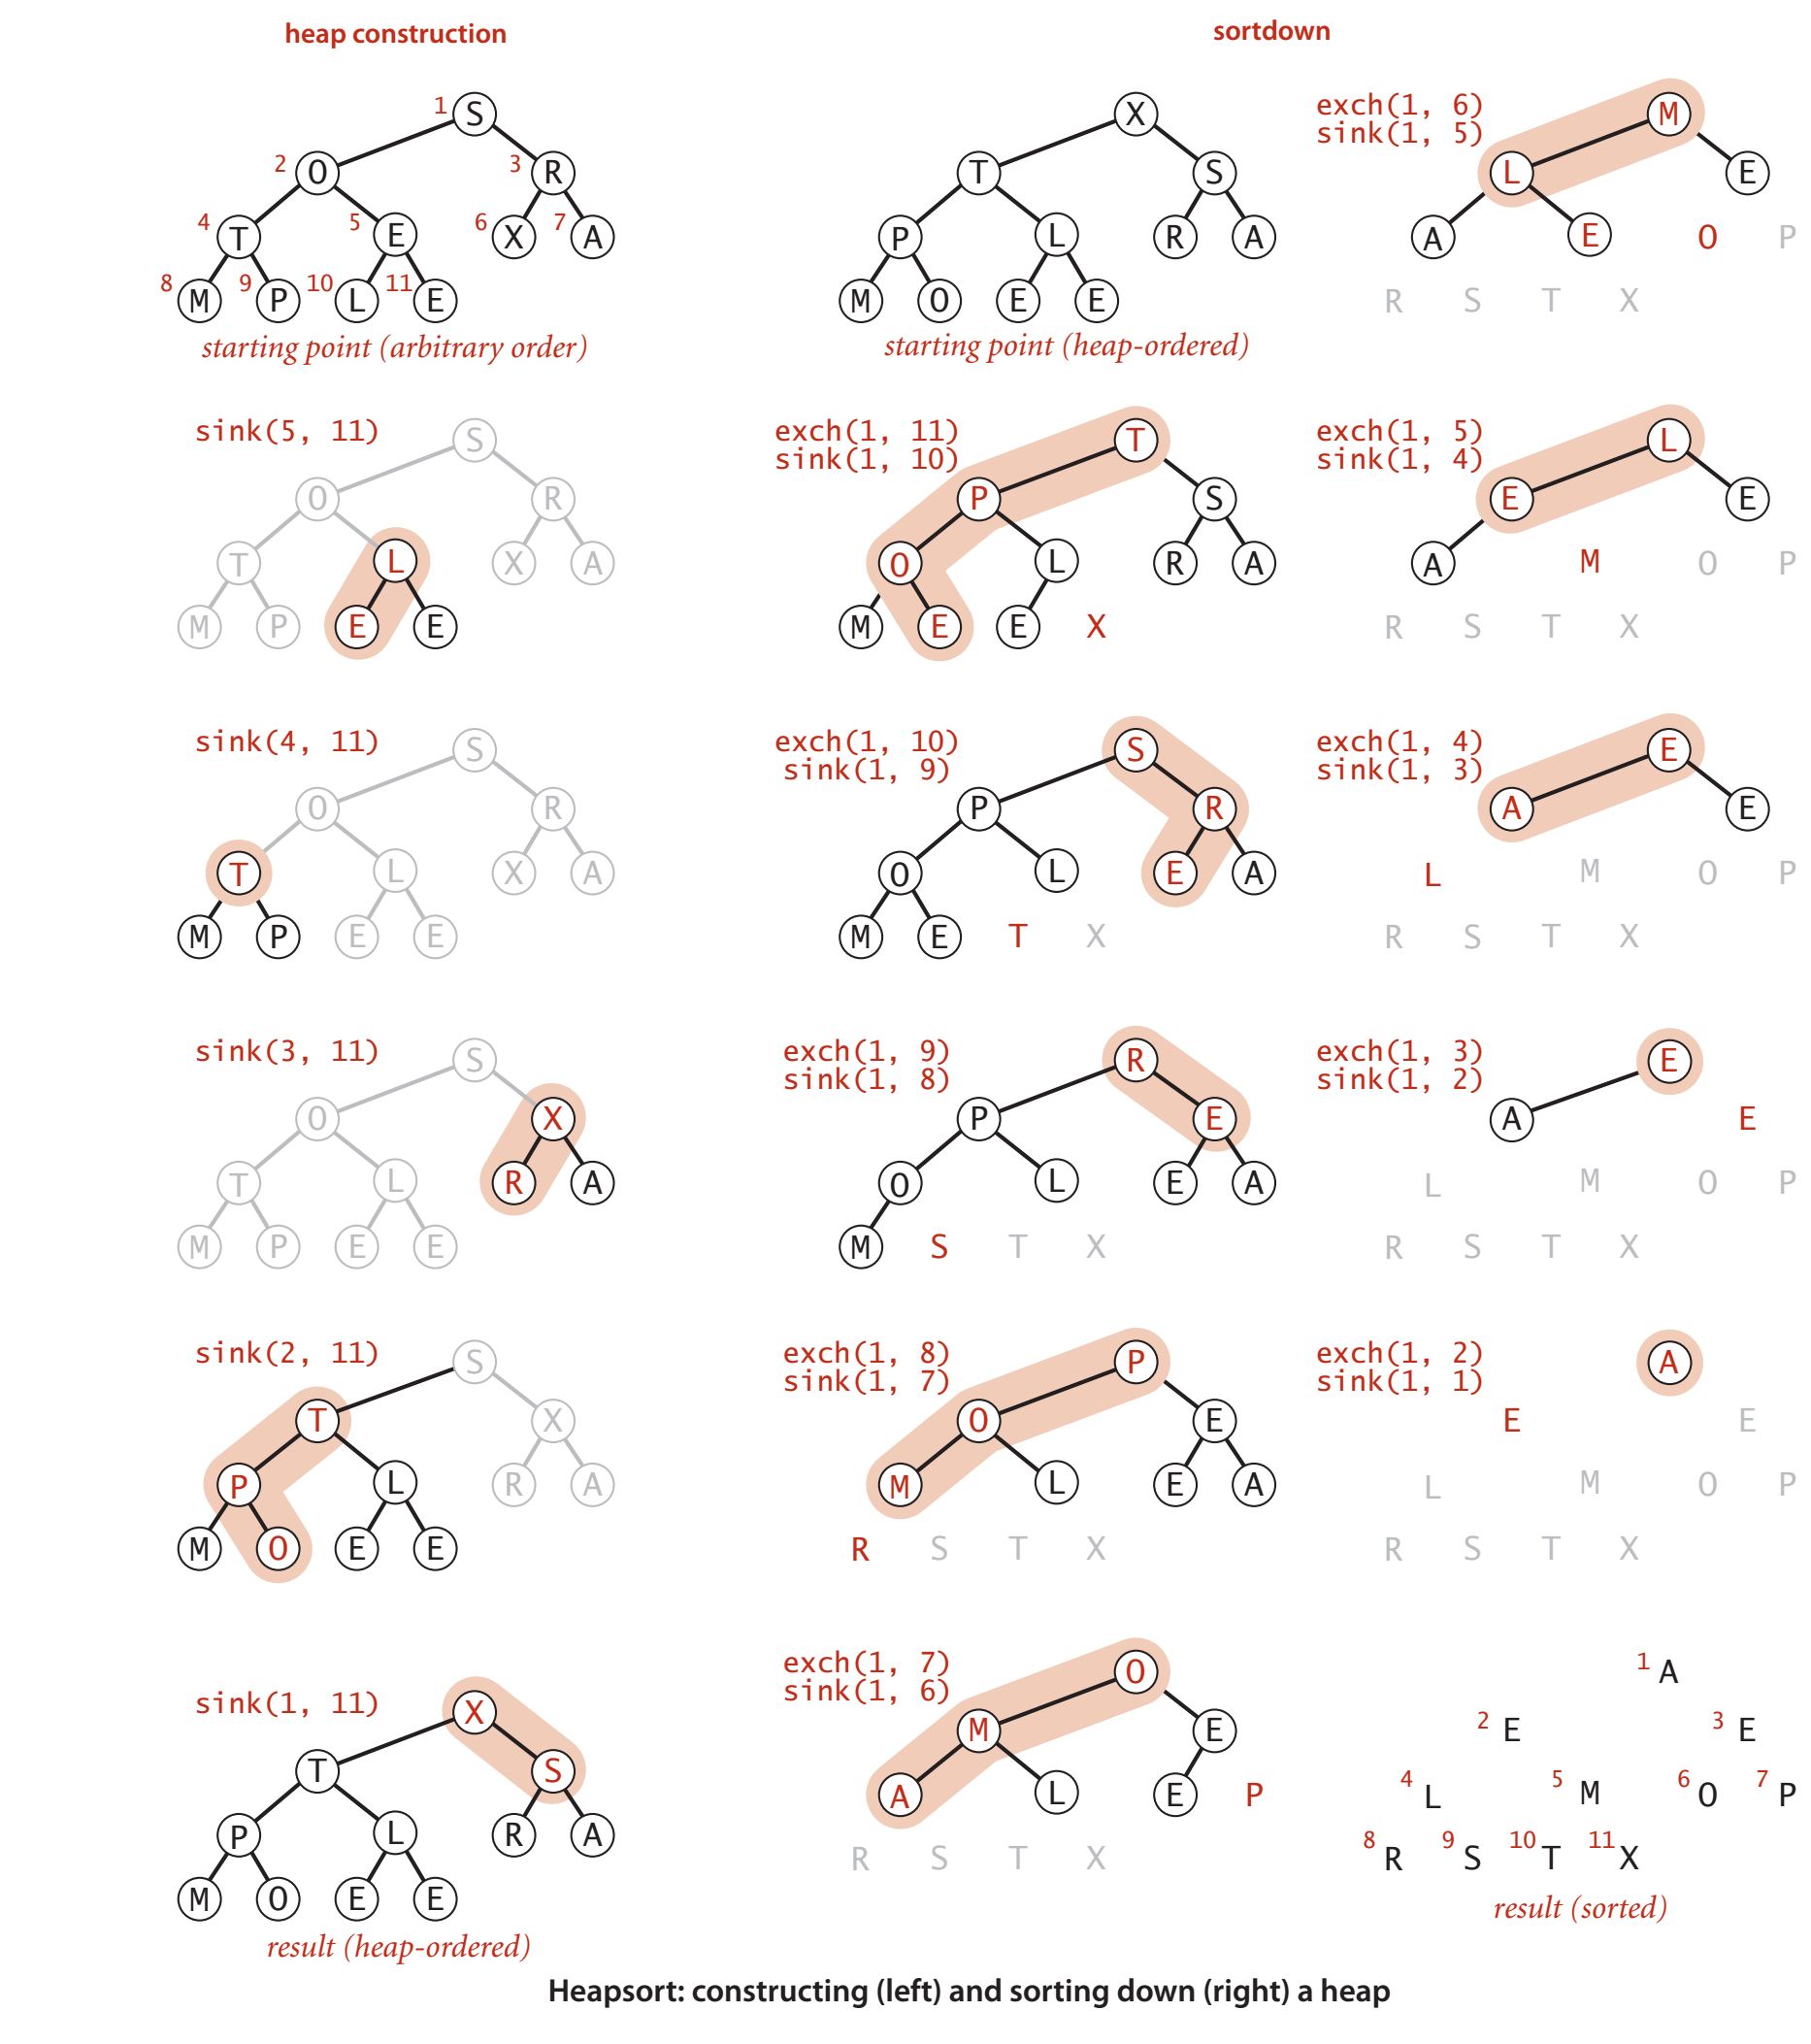 heap construction
1 S
2 O 3 R
4 T 5 E 6 X 7 A
8 M 9 P 10 L 11 E
starting point (arbitrary order)
sink(5, 11)
S
O R
T L X A
M P E E
sink(4, 11)
S
O R
T L X A
M P E E
sink(3, 11)
S
O X
T L R A
M P E E
sink(2, 11)
S
T X
P L R A
M O E E
sink(1, 11)
X
T S
P L R A
M O E E
result (heap-ordered)
sortdown
X
T S
P L R A
M O E E
starting point (heap-ordered)
exch(1, 11)
sink(1, 10)
T
P S
O L R A
M E E X
exch(1, 10)
sink(1, 9)
S
P R
O L E A
M E T X
exch(1, 9)
sink(1, 8)
R
P E
O L E A
M S T X
exch(1, 8)
sink(1, 7)
P
O E
M L E A
R S T X
exch(1, 7)
sink(1, 6)
O
M E
A L E P
R S T X
exch(1, 6)
sink(1, 5)
M
L E
A E O P
R S T X
exch(1, 5)
sink(1, 4)
L
E E
A M O P
R S T X
exch(1, 4)
sink(1, 3)
E
A E
L M O P
R S T X
exch(1, 3)
sink(1, 2)
E
A E
L M O P
R S T X
exch(1, 2)
sink(1, 1)
A
E E
L M O P
R S T X
1 A
2 E 3 E
4 L 5 M 6 O 7 P
8 R 9 S 10 T 11 X
result (sorted)
Heapsort: constructing (left) and sorting down (right) a heap